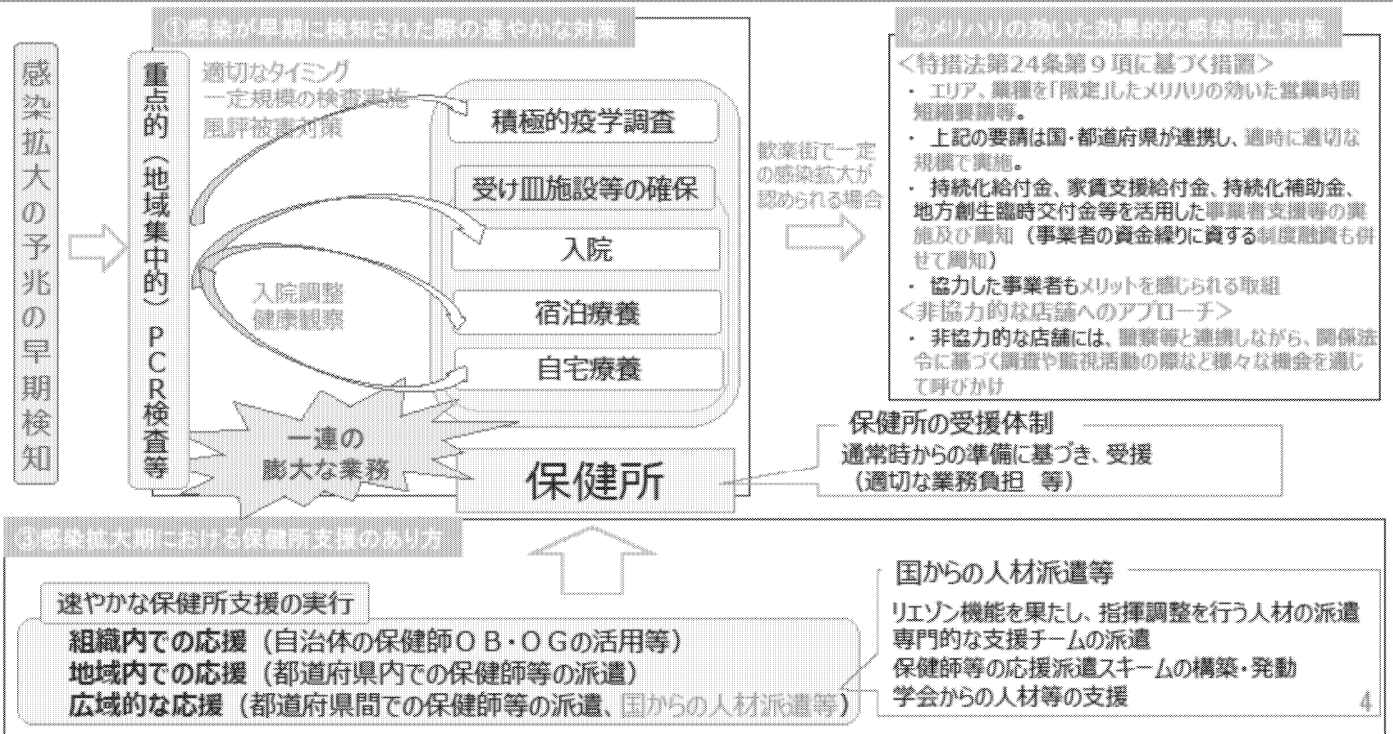 ①感染が早期に検知された際の速やかな対策
感染拡大の予兆の早期検知
重点的（地域集中的）PCR検査等
適切なタイミング
一定規模の検査実施
風評被害対策
積極的疫学調査
受け皿施設等の確保
入院
宿泊療養
自宅療養
入院調整
健康観察
一連の
膨大な業務
保健所
歓楽街で一定
の感染拡大が
認められる場合
②メリハリの効いた効果的な感染防止対策
＜特措法第24条第９項に基づく措置＞
・ エリア、業種を「限定」したメリハリの効いた営業時間
短縮要請等。
・ 上記の要請は国・都道府県が連携し、適時に適切な
規模で実施。
・ 持続化給付金、家賃支援給付金、持続化補助金、
地方創生臨時交付金等を活用した事業者支援等の実
施及び周知（事業者の資金繰りに資する制度融資も併
せて周知）
・ 協力した事業者もメリットを感じられる取組
＜非協力的な店舗へのアプローチ＞
・ 非協力的な店舗には、警察等と連携しながら、関係法
令に基づく調査や監視活動の際など様々な機会を通じ
て呼びかけ
保健所の受援体制
通常時からの準備に基づき、受援
（適切な業務負担 等）
③感染拡大期における保健所支援のあり方
速やかな保健所支援の実行
組織内での応援（自治体の保健師ＯＢ・ＯＧの活用等）
地域内での応援（都道府県内での保健師等の派遣）
広域的な応援（都道府県間での保健師等の派遣、国からの人材派遣等）
国からの人材派遣等
リエゾン機能を果たし、指揮調整を行う人材の派遣
専門的な支援チームの派遣
保健師等の応援派遣スキームの構築・発動
学会からの人材等の支援
4